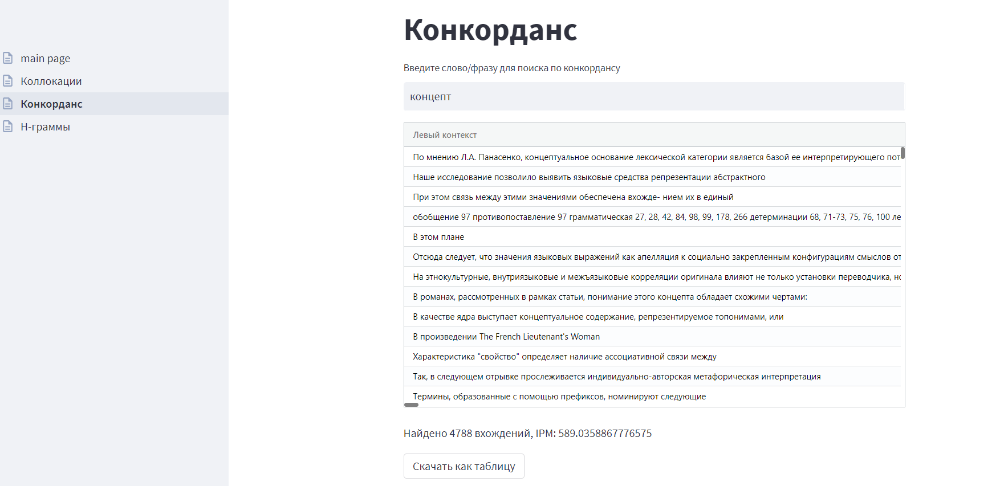 main page
Коллокации
Конкорданс
Н-граммы
Конкорданс
Введите слово/фразу для поиска по конкордансу
концепт
Левый контекст
По мнению Л.А. Панасенко, концептуальное основание лексической категории является базой ее интерпретирующего пот
Наше исследование позволило выявить языковые средства репрезентации абстрактного
При этом связь между этими значениями обеспечена вхожде- нием их в единый
обобщение 97 противопоставление 97 грамматическая 27, 28, 42, 84, 98, 99, 178, 266 детерминации 68, 71-73, 75, 76, 100 ле
В этом плане
Отсюда следует, что значения языковых выражений как апелляция к социально закрепленным конфигурациям смыслов от
На этнокультурные, внутриязыковые и межъязыковые корреляции оригинала влияют не только установки переводчика, но
В романах, рассмотренных в рамках статьи, понимание этого концепта обладает схожими чертами:
В качестве ядра выступает концептуальное содержание, репрезентируемое топонимами, или
В произведении The French Lieutenant's Woman
Характеристика "свойство" определяет наличие ассоциативной связи между
Так, в следующем отрывке прослеживается индивидуально-авторская метафорическая интерпретация
Термины, образованные с помощью префиксов, номинируют следующие
Найдено 4788 вхождений, IPM: 589.0358867776575
Скачать как таблицу